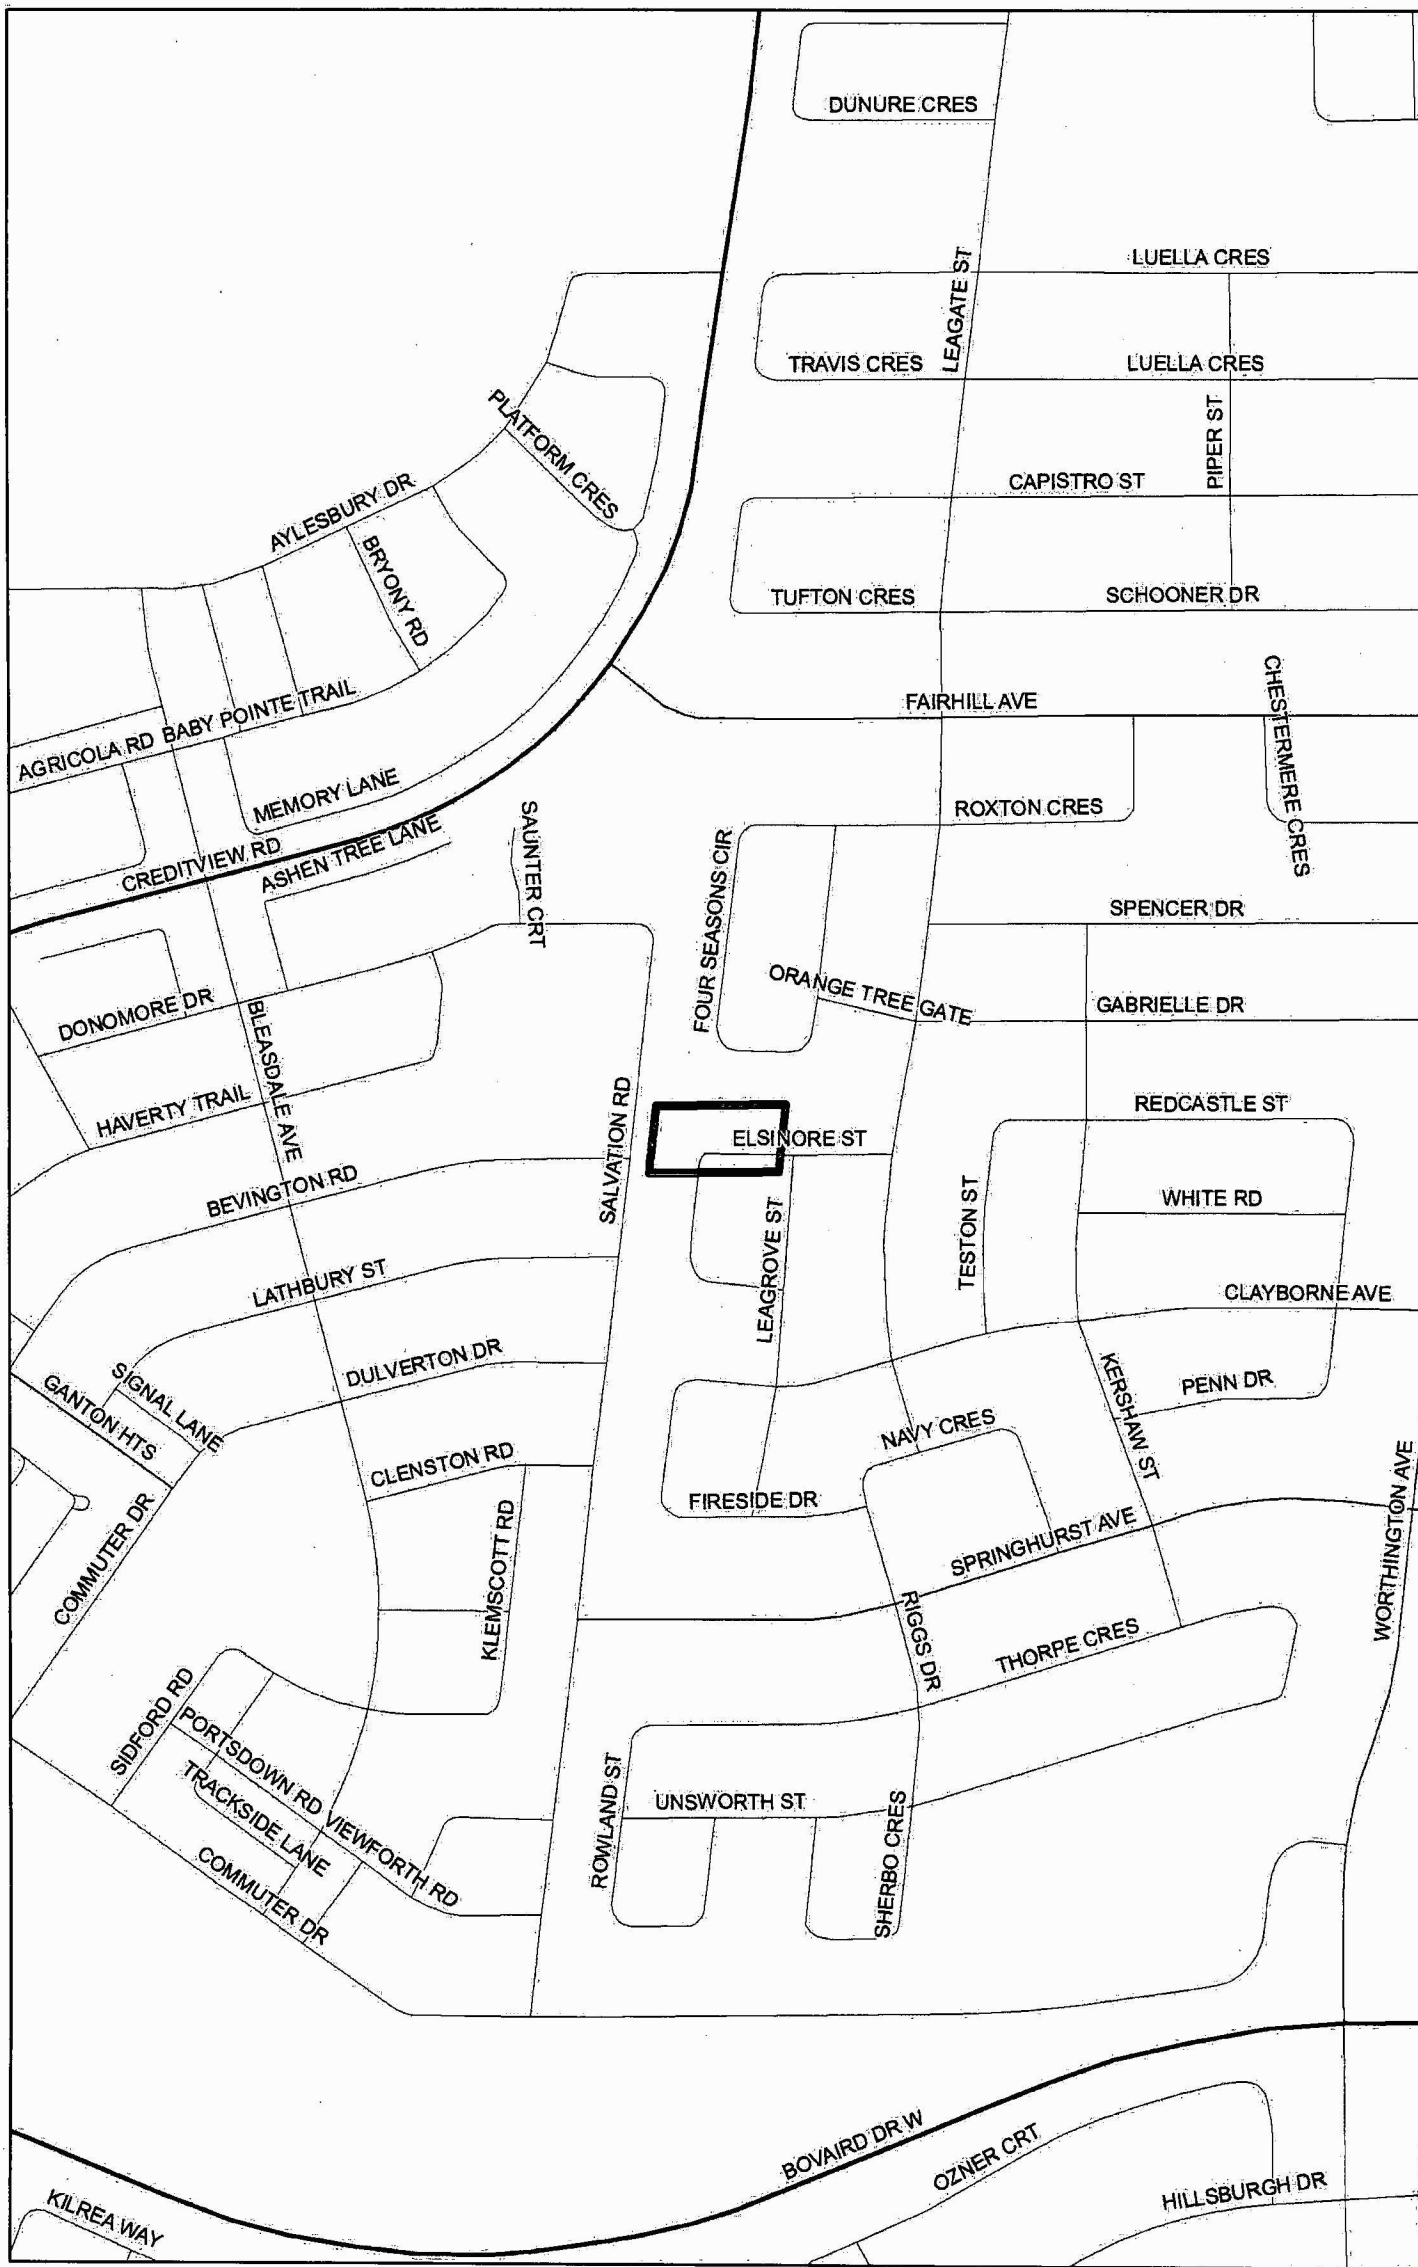 DUNURE CRES
LUELLA CRES
LEAGATE ST
TRAVIS CRES
LUELLA CRES
PLATFORM CRES
PIPER ST
CAPISTRO ST
AYLESBURY DR
BRYONY RD
TUFTON CRES
SCHOONER DR
CHESTERMERE CRES
FAIRHILL AVE
AGRICOLA RD
BABY POINTE TRAIL
MEMORY LANE
ROXTON CRES
SAUNTER CRT
CREDITVIEW RD
ASHEN TREE LANE
FOUR SEASONS CIR
SPENCER DR
ORANGE TREE GATE
DONOMORE DR
BLEASDALE AVE
GABRIELLE DR
HAVERTY TRAIL
SALVATION RD
REDCASTLE ST
ELSINORE ST
BEVINGTON RD
TESTON ST
WHITE RD
LEAGROVE ST
LATHBURY ST
CLAYBORNE AVE
DULVERTON DR
SIGNAL LANE
GANTON HTS
KERSHAW ST
PENN DR
NAVY CRES
CLENSTON RD
WORTHINGTON AVE
FIRESIDE DR
KLEMSCOTT RD
COMMUTER DR
SPRINGHURST AVE
RIGGS DR
THORPE CRES
SIDFORD RD
PORTSDOWN RD
ROWLAND ST
TRACKSIDE LANE
UNSWORTH ST
VIEWFORTH RD
SHERBO CRES
COMMUTER DR
BOVAIRD DR W
OZNER CRT
HILLSBURGH DR
KILREA WAY